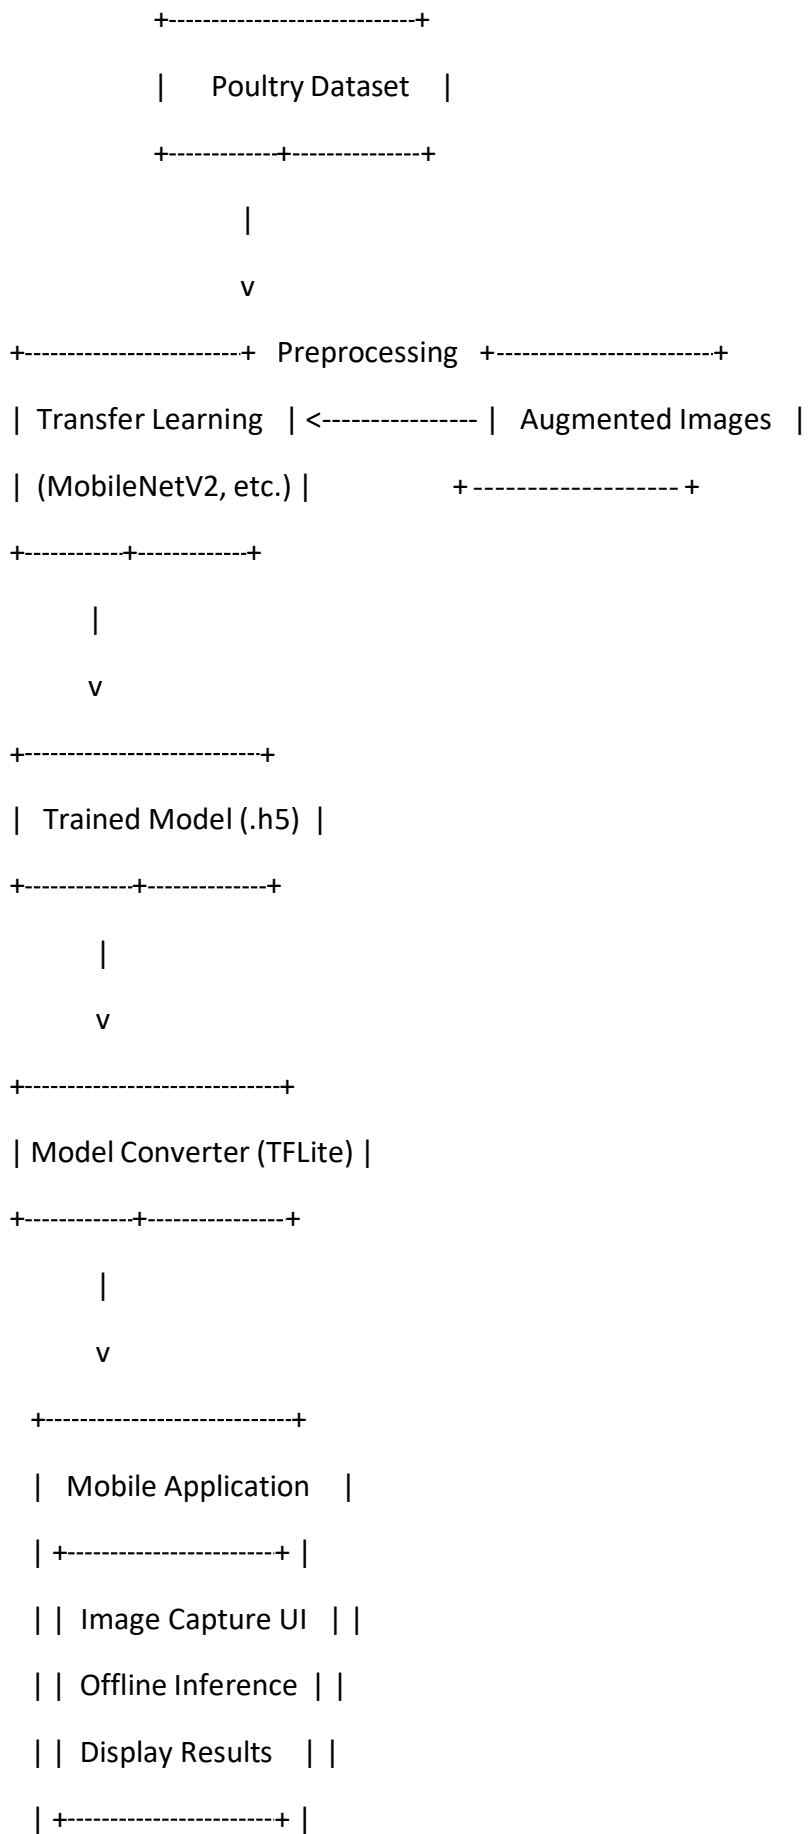 +-----------------------------+
|      Poultry Dataset    |
+-------------+---------------+
|
v
+-------------------------+   Preprocessing   +-------------------------+
|  Transfer Learning   | <---------------- |   Augmented Images   |
|  (MobileNetV2, etc.) |                 +------------------- +
+------------+-------------+
|
v
+---------------------------+
|   Trained Model (.h5)  |
+-------------+--------------+
|
v
+------------------------------+
| Model Converter (TFLite) |
+-------------+----------------+
|
v
+-----------------------------+
|   Mobile Application    |
| +------------------------+ |
| |  Image Capture UI   | |
| |  Offline Inference  | |
| |  Display Results    | |
| +------------------------+ |